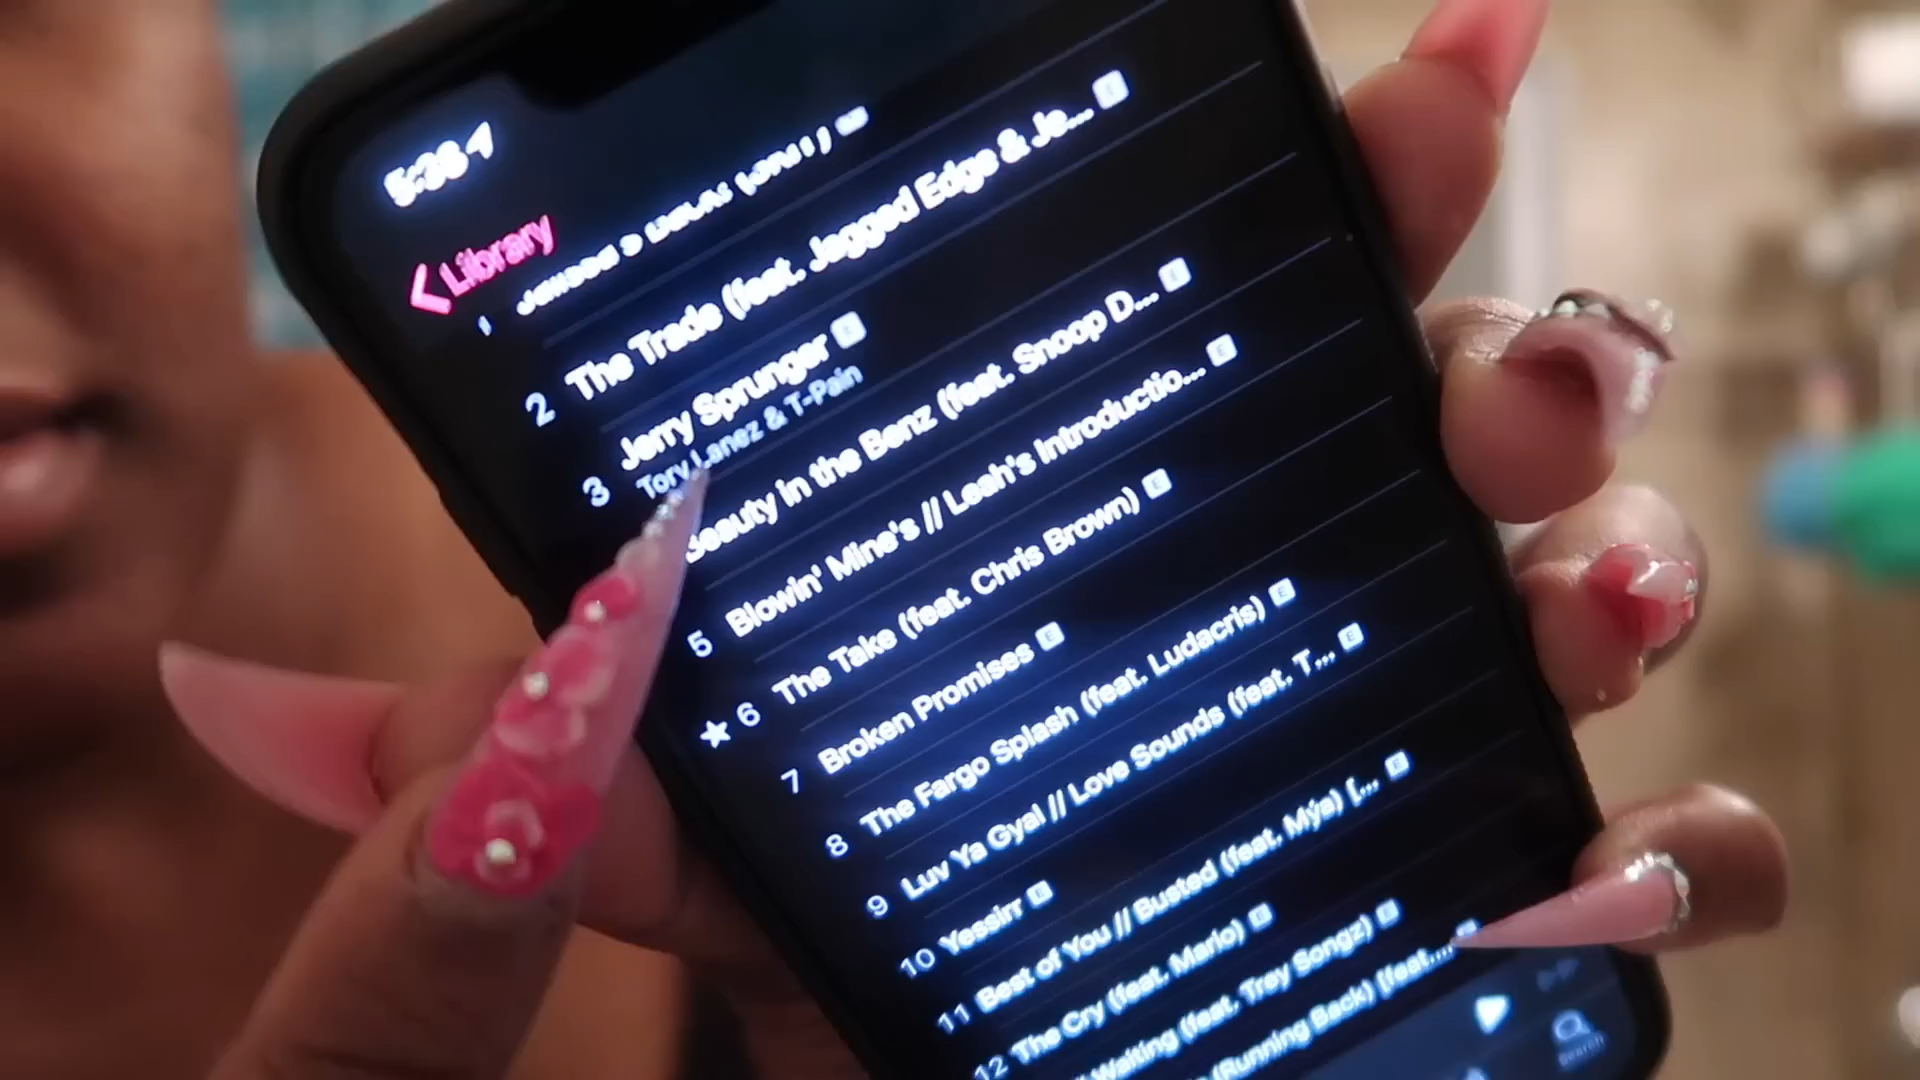 5:38
Library
1
2 The Trade (feat. Jagged Edge & Je... E
3 Jerry Sprunger E
Tory Lanez & T-Pain
Beauty in the Benz (feat. Snoop D... E
5 Blowin' Mine's // Leah's Introductio... E
★ 6 The Take (feat. Chris Brown) E
7 Broken Promises E
8 The Fargo Splash (feat. Ludacris) E
9 Luv Ya Gyal // Love Sounds (feat. T... E
10 Yessirr E
11 Best of You // Busted (feat. Mýa) [... E
12 The Cry (feat. Mario) E
Waiting (feat. Trey Songz) E
(Running Back) [feat....
Search